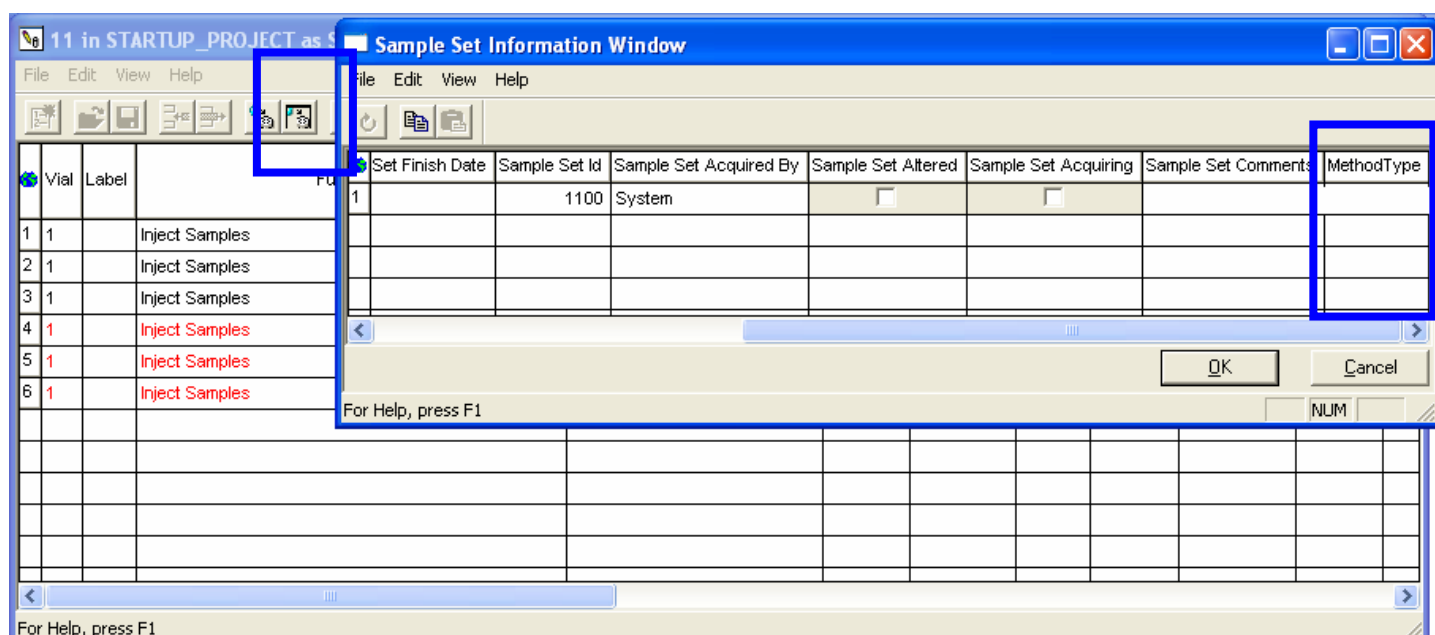 11 in STARTUP_PROJECT as S
File Edit View Help
Vial Label Fu
1 1 Inject Samples
2 1 Inject Samples
3 1 Inject Samples
4 1 Inject Samples
5 1 Inject Samples
6 1 Inject Samples
For Help, press F1
Sample Set Information Window
File Edit View Help
Set Finish Date Sample Set Id Sample Set Acquired By Sample Set Altered Sample Set Acquiring Sample Set Comments MethodType
1 1100 System
OK Cancel
For Help, press F1 NUM